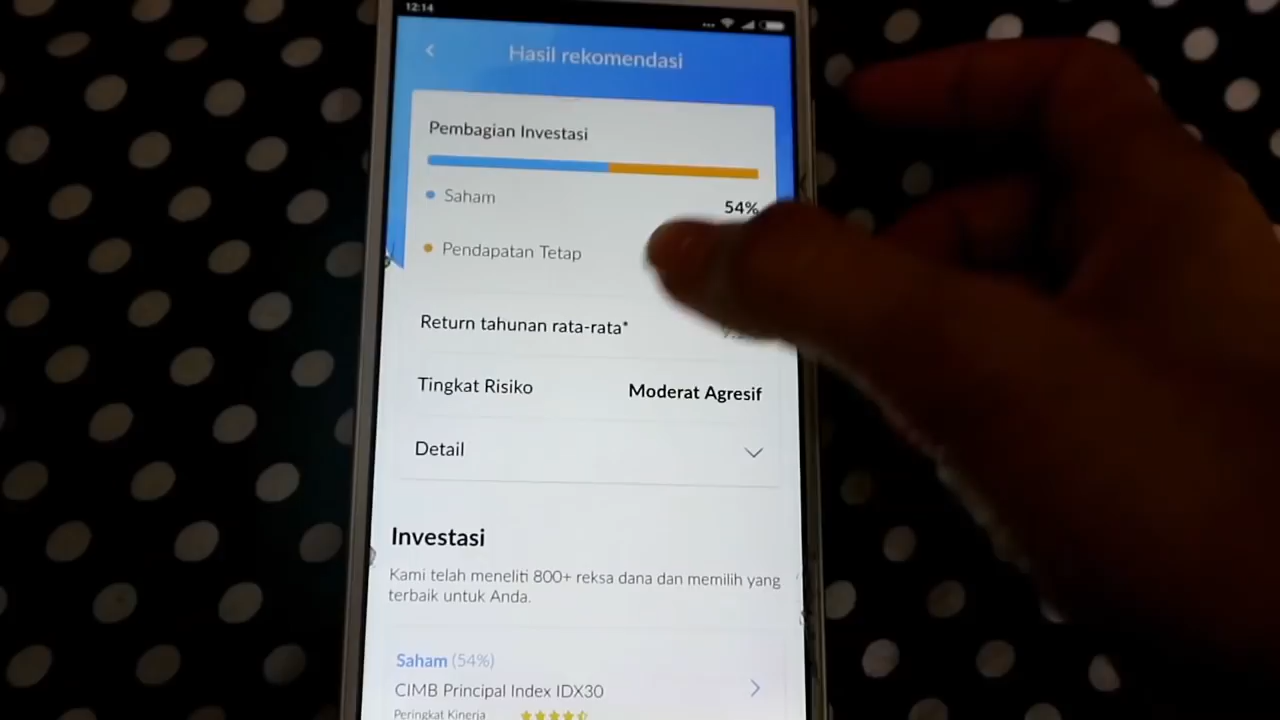 12:14
Hasil rekomendasi
Pembagian Investasi
Saham 54%
Pendapatan Tetap
Return tahunan rata-rata*
Tingkat Risiko Moderat Agresif
Detail
Investasi
Kami telah meneliti 800+ reksa dana dan memilih yang
terbaik untuk Anda.
Saham (54%)
CIMB Principal Index IDX30
Peringkat Kinerja